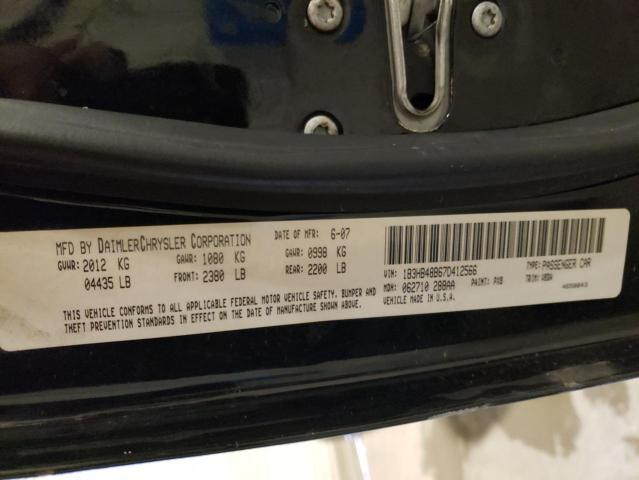 MFD BY DAIMLERCHRYSLER CORPORATION
DATE OF MFR: 6-07
GVWR: 2012 KG
GAWR: 1080 KG
GAWR: 0998 KG
04435 LB
FRONT: 2380 LB
REAR: 2200 LB
THIS VEHICLE CONFORMS TO ALL APPLICABLE FEDERAL MOTOR VEHICLE SAFETY, BUMPER AND
THEFT PREVENTION STANDARDS IN EFFECT ON THE DATE OF MANUFACTURE SHOWN ABOVE.
VIN: 1B3HB48B67D412566
TYPE: PASSENGER CAR
MDH: 062710 288AA
PAINT: PXB
TRIM:
MADE IN U.S.A.